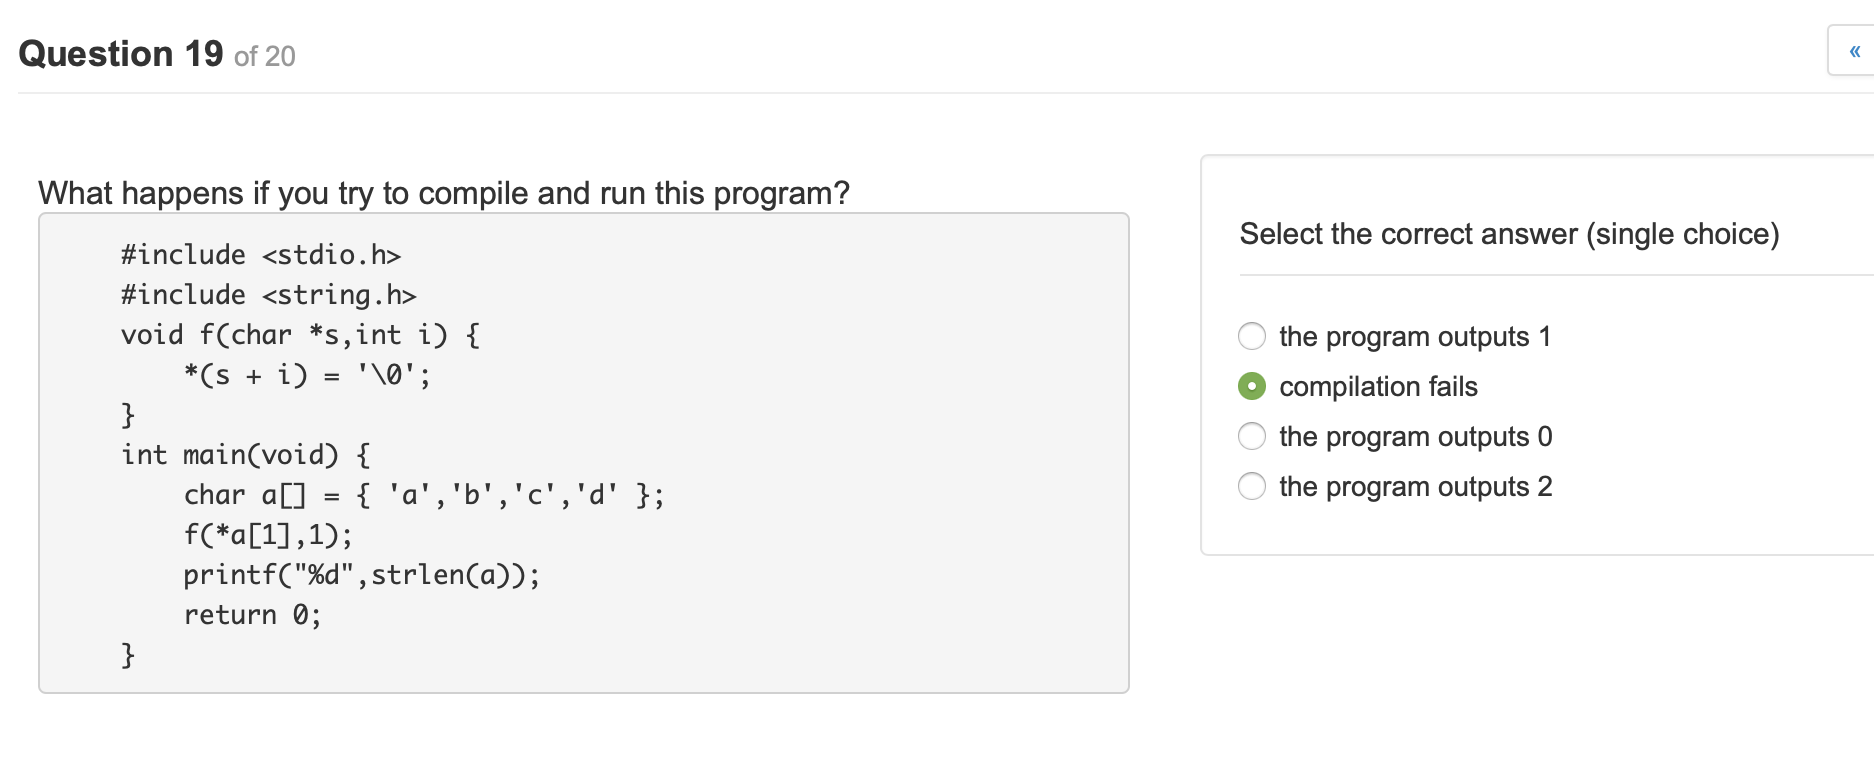 Question 19 of 20
«
What happens if you try to compile and run this program?
#include <stdio.h>
#include <string.h>
void f(char *s,int i) {
    *(s + i) = '\0';
}
int main(void) {
    char a[] = { 'a','b','c','d' };
    f(*a[1],1);
    printf("%d",strlen(a));
    return 0;
}
Select the correct answer (single choice)
the program outputs 1
compilation fails
the program outputs 0
the program outputs 2